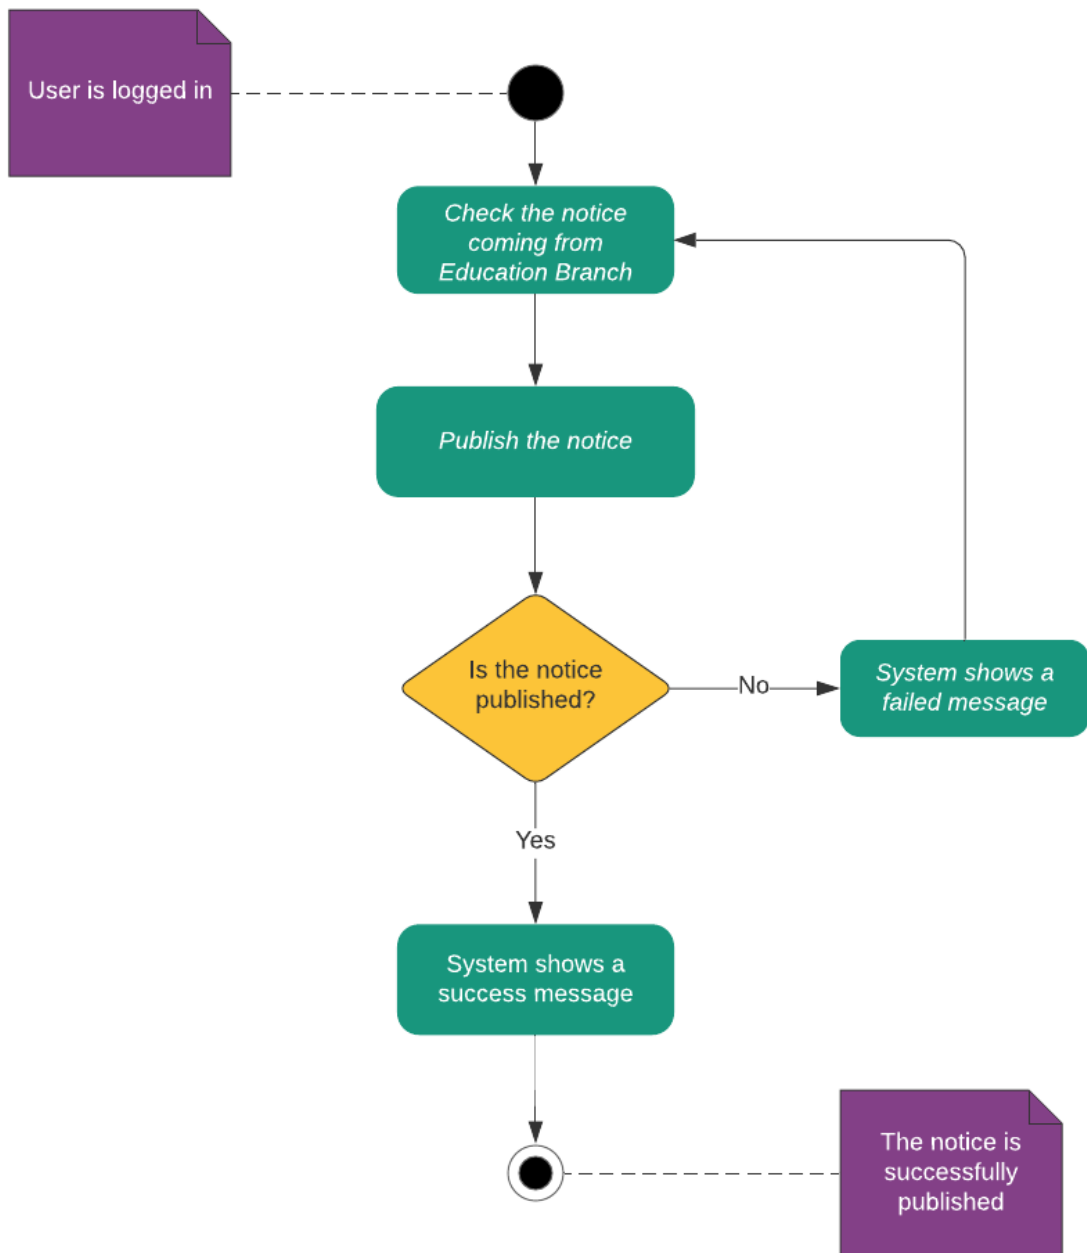 User is logged in
Check the notice
coming from
Education Branch
Publish the notice
Is the notice
published?
No
System shows a
failed message
Yes
System shows a
success message
The notice is
successfully
published